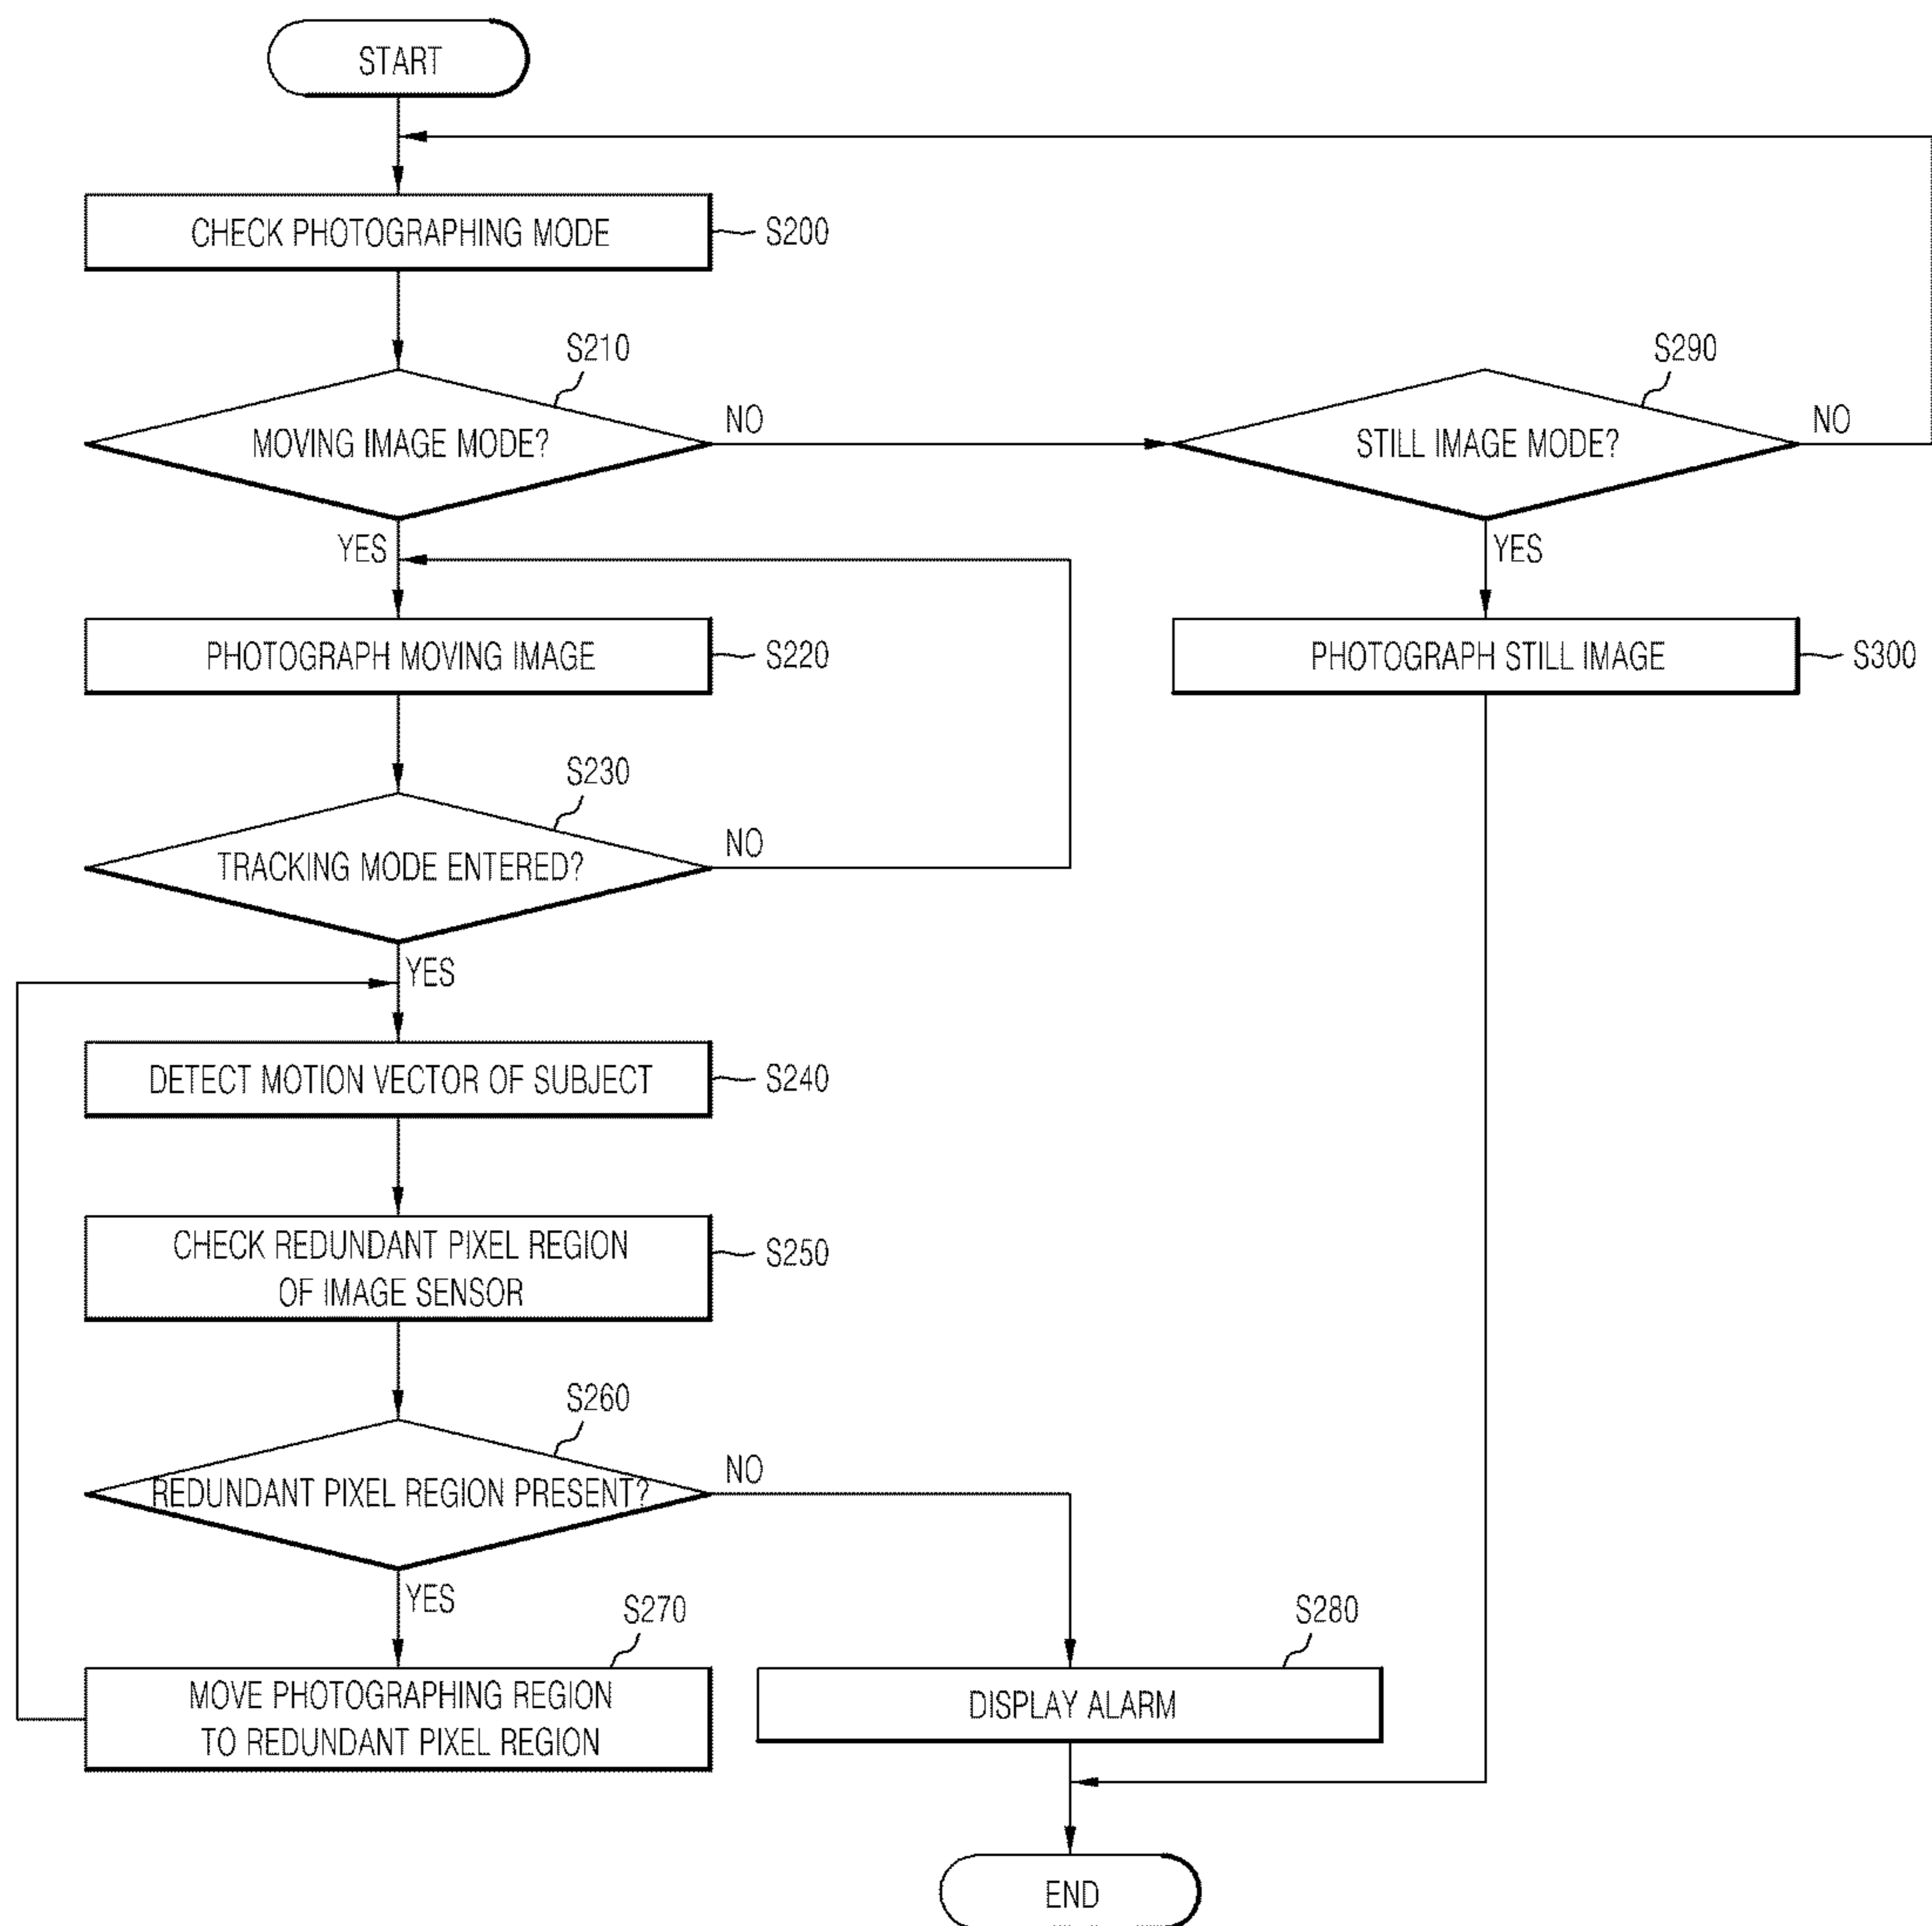 START
CHECK PHOTOGRAPHING MODE
S200
S210
MOVING IMAGE MODE?
NO
YES
S290
STILL IMAGE MODE?
NO
YES
PHOTOGRAPH MOVING IMAGE
S220
PHOTOGRAPH STILL IMAGE
S300
S230
TRACKING MODE ENTERED?
NO
YES
DETECT MOTION VECTOR OF SUBJECT
S240
CHECK REDUNDANT PIXEL REGION
OF IMAGE SENSOR
S250
S260
REDUNDANT PIXEL REGION PRESENT?
NO
YES
S270
MOVE PHOTOGRAPHING REGION
TO REDUNDANT PIXEL REGION
S280
DISPLAY ALARM
END